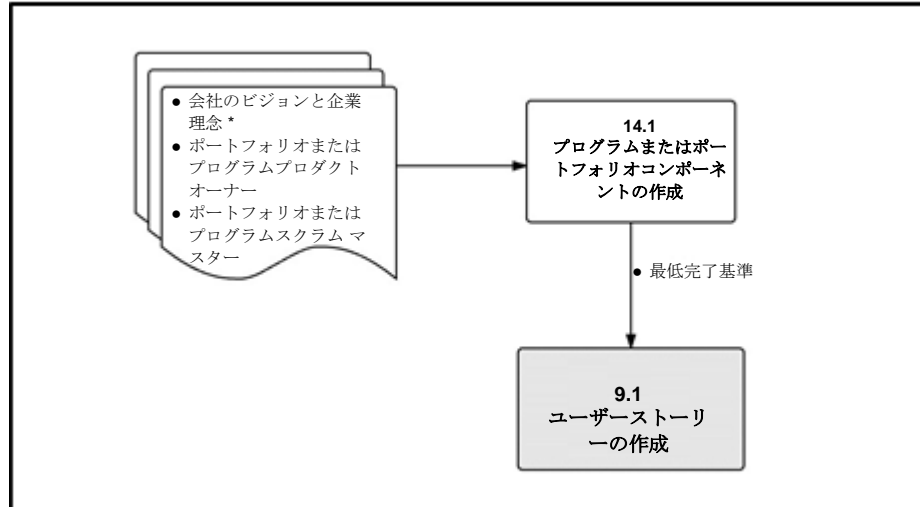 ● 会社のビジョンと企業
理念 *
● ポートフォリオまたは
プログラムプロダクト
オーナー
● ポートフォリオまたは
プログラムスクラム マ
スター
14.1
プログラムまたはポー
トフォリオコンポーネ
ントの作成
● 最低完了基準
9.1
ユーザーストーリ
ーの作成